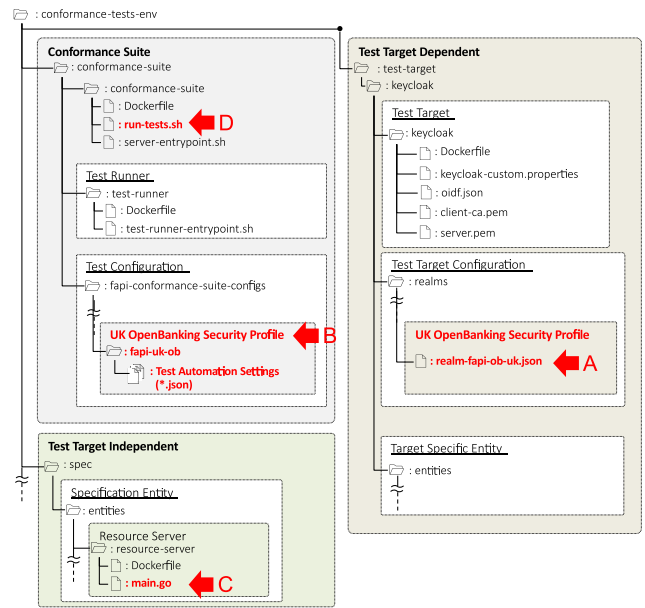 : conformance-tests-env
Conformance Suite
: conformance-suite
: conformance-suite
: Dockerfile
: run-tests.sh
D
: server-entrypoint.sh
Test Runner
: test-runner
: Dockerfile
: test-runner-entrypoint.sh
Test Configuration
: fapi-conformance-suite-configs
UK OpenBanking Security Profile
B
: fapi-uk-ob
: Test Automation Settings
(*.json)
Test Target Independent
: spec
Specification Entity
: entities
Resource Server
: resource-server
: Dockerfile
: main.go
C
Test Target Dependent
: test-target
: keycloak
Test Target
: keycloak
: Dockerfile
: keycloak-custom.properties
: oidf.json
: client-ca.pem
: server.pem
Test Target Configuration
: realms
UK OpenBanking Security Profile
: realm-fapi-ob-uk.json
A
Target Specific Entity
: entities